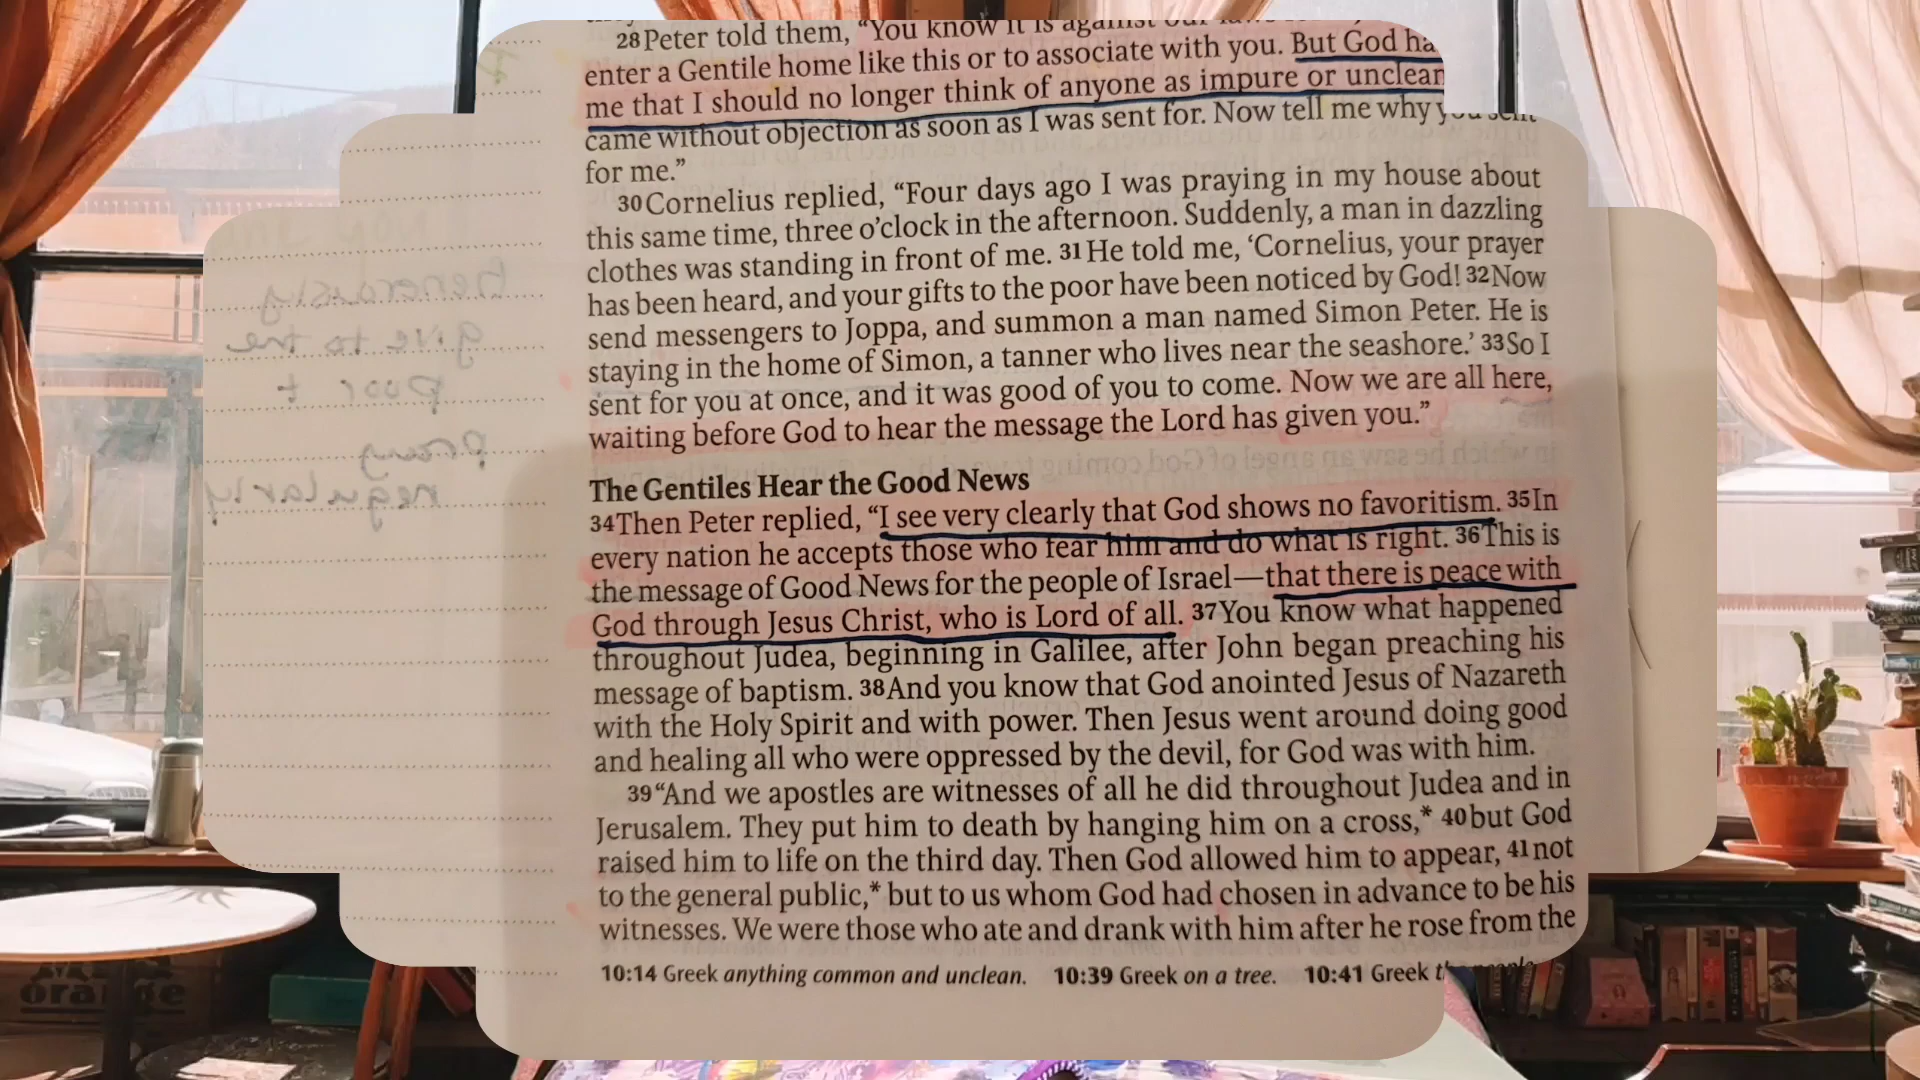 28 Peter told them, “You know it is against our laws
enter a Gentile home like this or to associate with you. But God ha
me that I should no longer think of anyone as impure or unclean
came without objection as soon as I was sent for. Now tell me why you sent
for me.”
30 Cornelius replied, “Four days ago I was praying in my house about
this same time, three o’clock in the afternoon. Suddenly, a man in dazzling
clothes was standing in front of me. 31 He told me, ‘Cornelius, your prayer
has been heard, and your gifts to the poor have been noticed by God! 32 Now
send messengers to Joppa, and summon a man named Simon Peter. He is
staying in the home of Simon, a tanner who lives near the seashore.’ 33 So I
sent for you at once, and it was good of you to come. Now we are all here,
waiting before God to hear the message the Lord has given you.”
The Gentiles Hear the Good News
34 Then Peter replied, “I see very clearly that God shows no favoritism. 35 In
every nation he accepts those who fear him and do what is right. 36 This is
the message of Good News for the people of Israel—that there is peace with
God through Jesus Christ, who is Lord of all. 37 You know what happened
throughout Judea, beginning in Galilee, after John began preaching his
message of baptism. 38 And you know that God anointed Jesus of Nazareth
with the Holy Spirit and with power. Then Jesus went around doing good
and healing all who were oppressed by the devil, for God was with him.
39 “And we apostles are witnesses of all he did throughout Judea and in
Jerusalem. They put him to death by hanging him on a cross,* 40 but God
raised him to life on the third day. Then God allowed him to appear, 41 not
to the general public,* but to us whom God had chosen in advance to be his
witnesses. We were those who ate and drank with him after he rose from the
10:14 Greek anything common and unclean. 10:39 Greek on a tree. 10:41 Greek the people.
generously
give to the
poor +
pray
regularly
orange